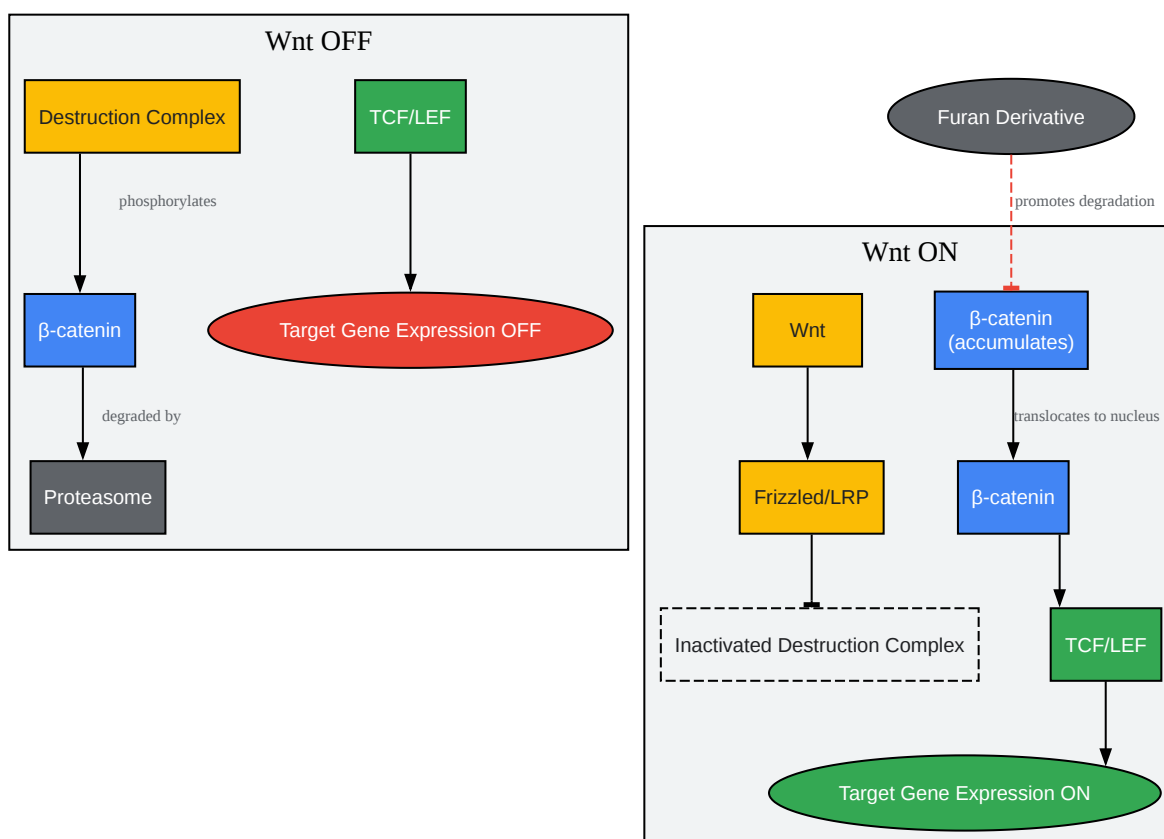 Wnt OFF
Destruction Complex
TCF/LEF
phosphorylates
β-catenin
Target Gene Expression OFF
degraded by
Proteasome
Furan Derivative
promotes degradation
Wnt ON
Wnt
β-catenin
(accumulates)
translocates to nucleus
Frizzled/LRP
β-catenin
Inactivated Destruction Complex
TCF/LEF
Target Gene Expression ON